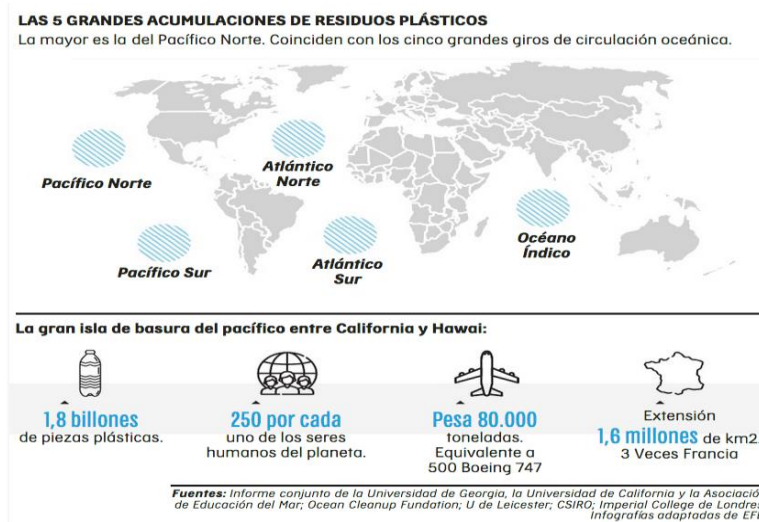 LAS 5 GRANDES ACUMULACIONES DE RESIDUOS PLÁSTICOS
La mayor es la del Pacífico Norte. Coinciden con los cinco grandes giros de circulación oceánica.
Pacífico Norte
Atlántico
Norte
Pacífico Sur
Atlántico
Sur
Océano
Índico
La gran isla de basura del pacífico entre California y Hawai:
1,8 billones
de piezas plásticas.
250 por cada
uno de los seres
humanos del planeta.
Pesa 80.000
toneladas.
Equivalente a
500 Boeing 747
Extensión
1,6 millones de km2.
3 Veces Francia
Fuentes: Informe conjunto de la Universidad de Georgia, la Universidad de California y la Asociación
de Educación del Mar; Ocean Cleanup Fundation; U de Leicester; CSIRO; Imperial College de Londres
Infografías adaptadas de EFE